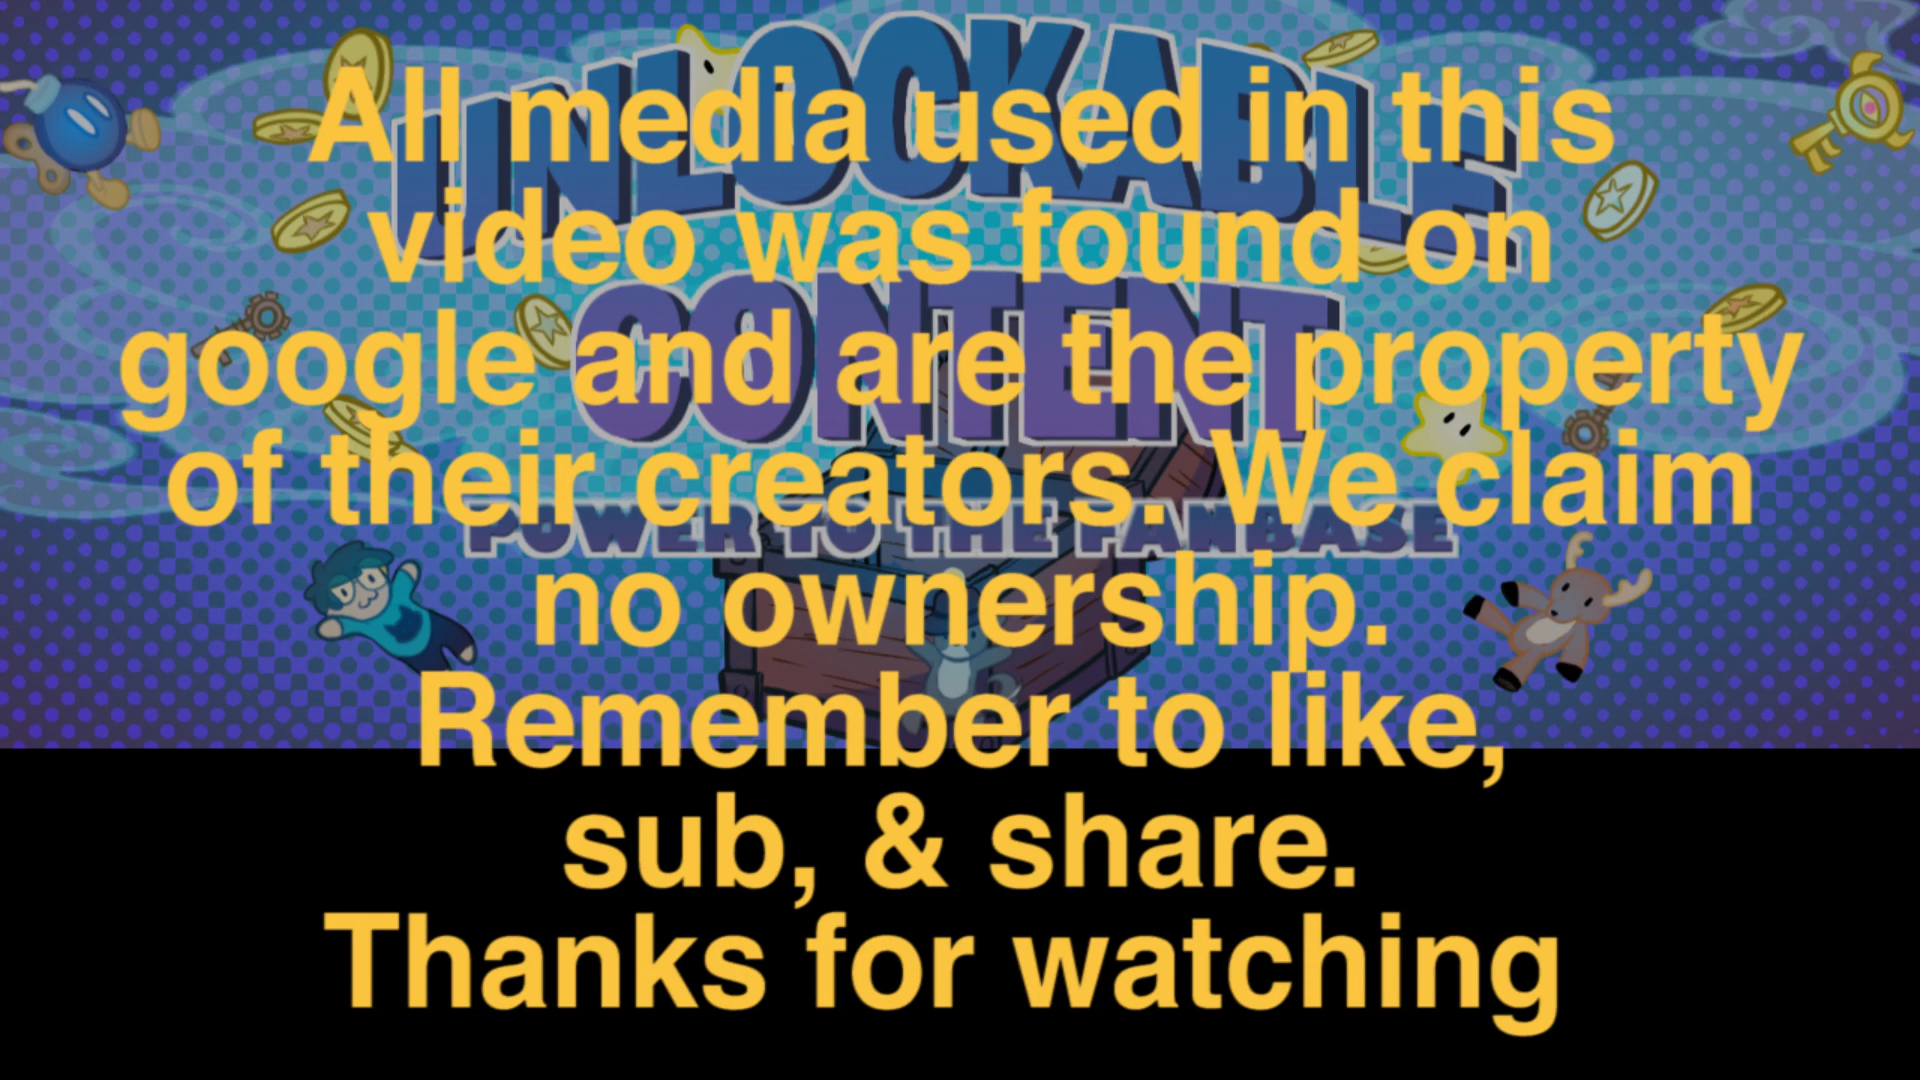 UNLOCKABLE
CONTENT
POWER TO THE FANBASE
All media used in this
video was found on
google and are the property
of their creators. We claim
no ownership.
Remember to like,
sub, & share.
Thanks for watching